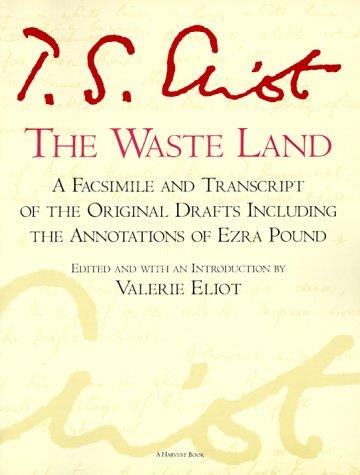 T. S. Eliot
THE WASTE LAND
A FACSIMILE AND TRANSCRIPT
OF THE ORIGINAL DRAFTS INCLUDING
THE ANNOTATIONS OF EZRA POUND
EDITED AND WITH AN INTRODUCTION BY
VALERIE ELIOT
Eliot
A HARVEST BOOK